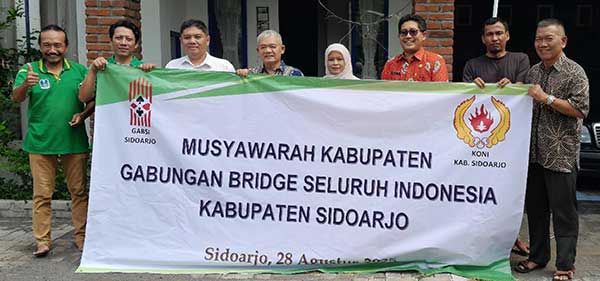 GABSI
SIDOARJO
MUSYAWARAH KABUPATEN
GABUNGAN BRIDGE SELURUH INDONESIA
KABUPATEN SIDOARJO
KONI
KAB. SIDOARJO
Sidoarjo, 28 Agustus